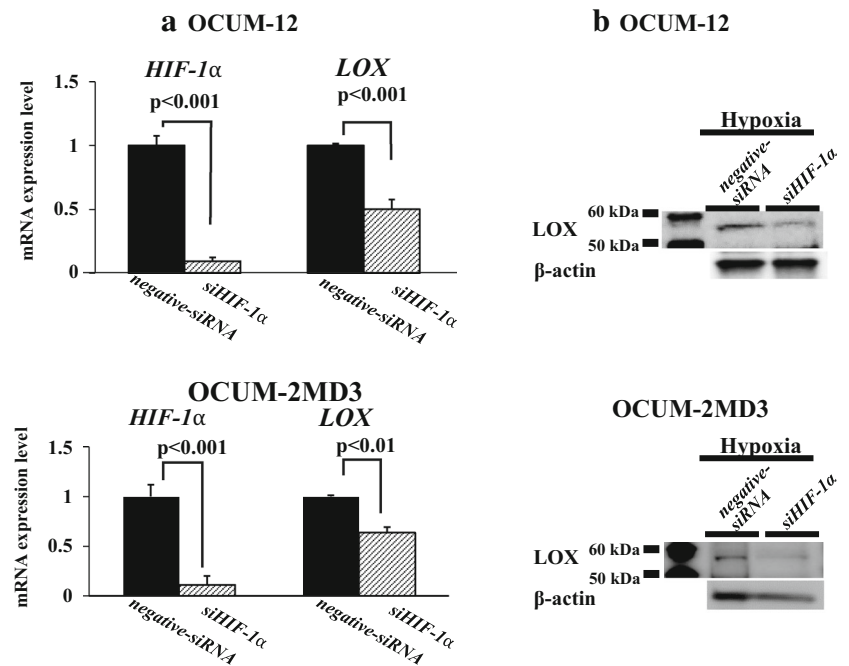 a OCUM-12
HIF-1α
LOX
mRNA expression level
1.5
1
0.5
0
p<0.001
p<0.001
negative-siRNA
siHIF-1α
negative-siRNA
siHIF-1α
OCUM-2MD3
HIF-1α
LOX
mRNA expression level
1.5
1
0.5
0
p<0.001
p<0.01
negative-siRNA
siHIF-1α
negative-siRNA
siHIF-1α
b OCUM-12
Hypoxia
negative-
siRNA
siHIF-1α
LOX
60 kDa
50 kDa
β-actin
OCUM-2MD3
Hypoxia
negative-
siRNA
siHIF-1α
LOX
60 kDa
50 kDa
β-actin